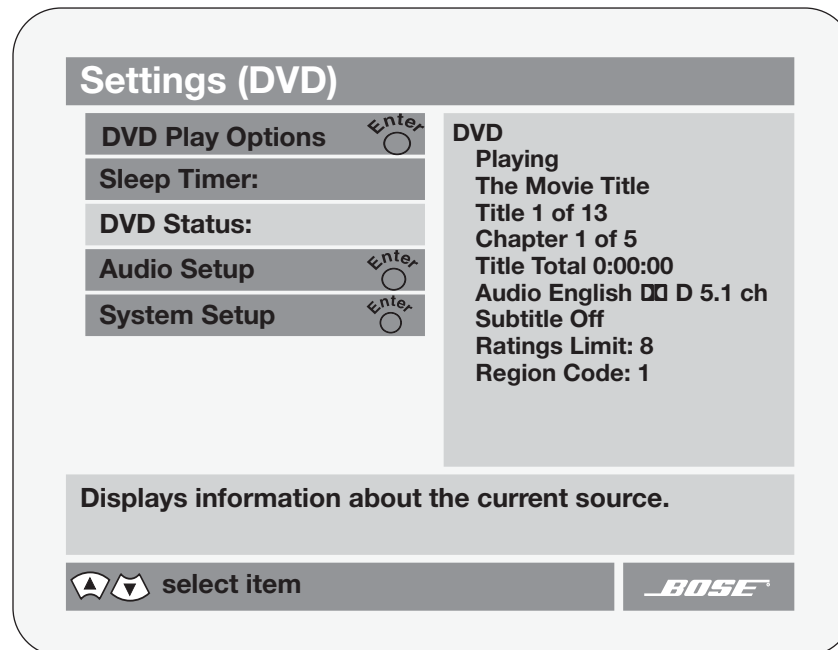 Settings (DVD)
DVD Play Options Enter
Sleep Timer:
DVD Status:
Audio Setup Enter
System Setup Enter
DVD
Playing
The Movie Title
Title 1 of 13
Chapter 1 of 5
Title Total 0:00:00
Audio English DD D 5.1 ch
Subtitle Off
Ratings Limit: 8
Region Code: 1
Displays information about the current source.
select item
BOSE